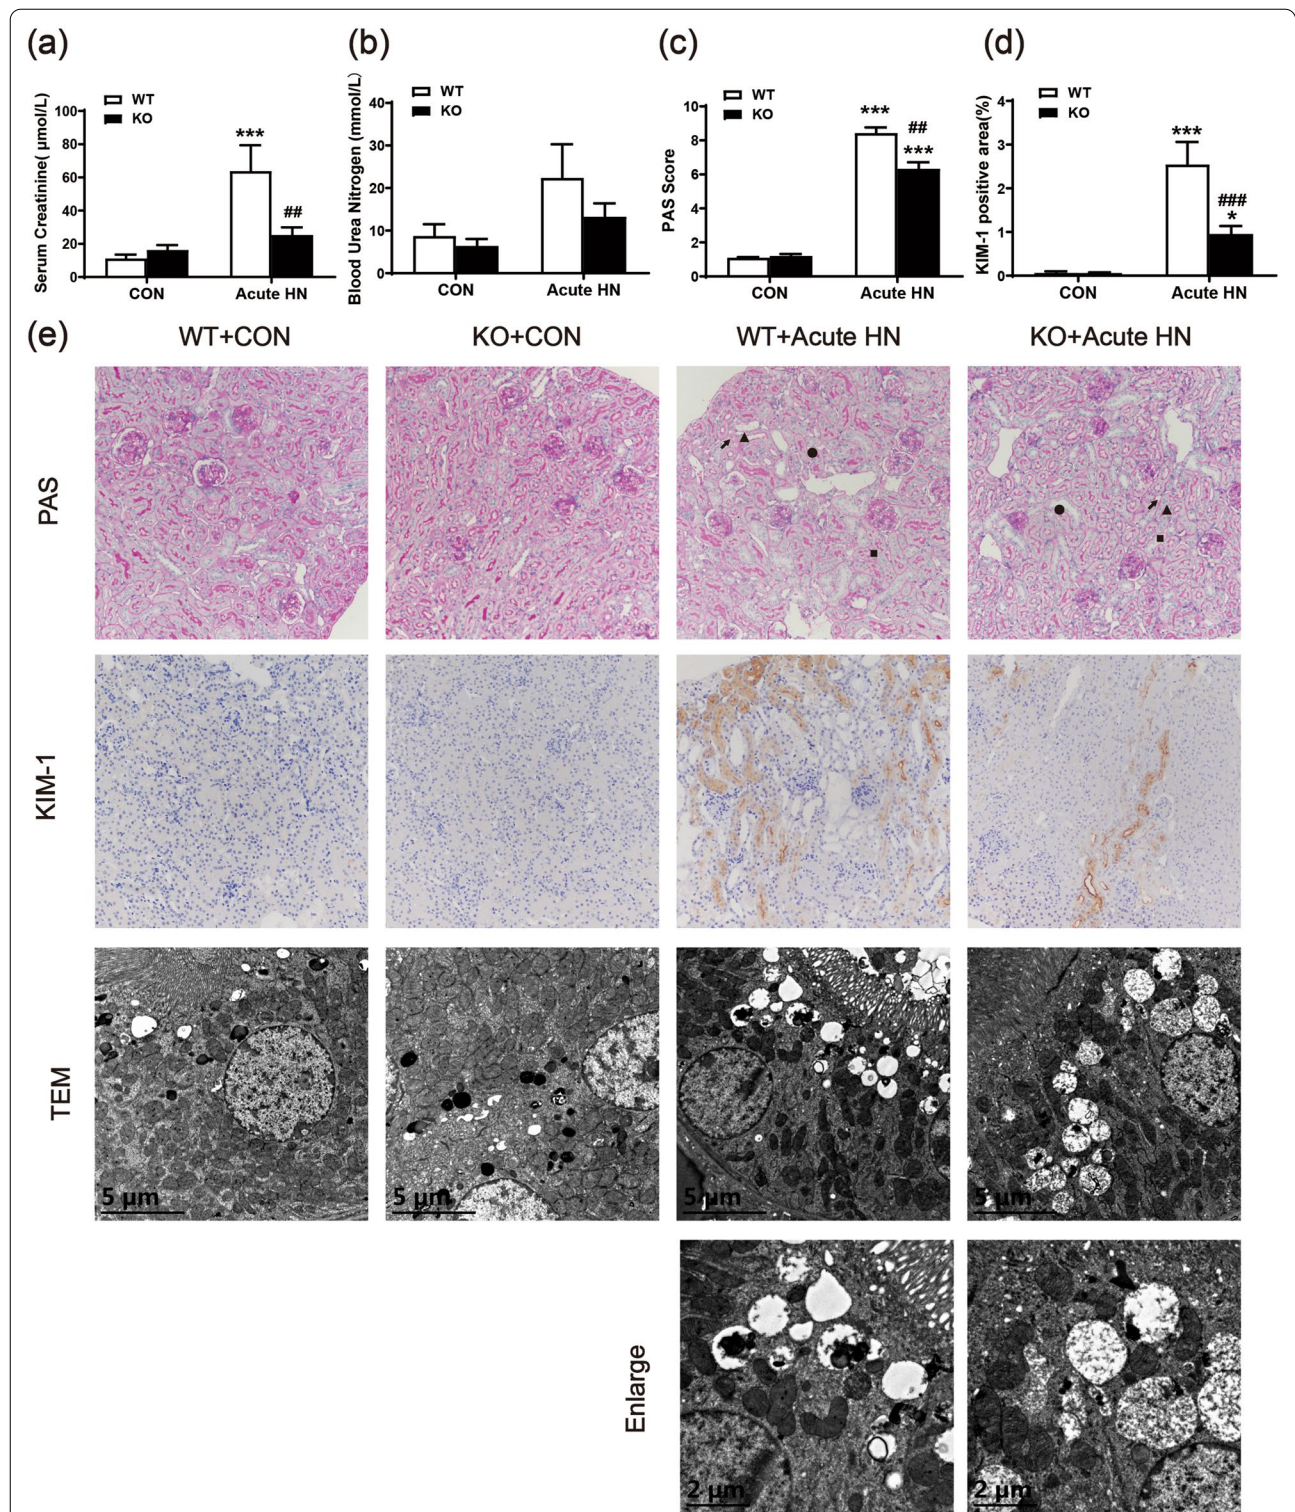 (a)
Serum Creatinine( μmol/L)
100
80
60
40
20
0
WT
KO
***
##
CON
Acute HN
(b)
Blood Urea Nitrogen (mmol/L)
40
30
20
10
0
WT
KO
CON
Acute HN
(c)
PAS Score
10
8
6
4
2
0
WT
KO
***
##
***
CON
Acute HN
(d)
KIM-1 positive area(%)
4
3
2
1
0
WT
KO
***
###
*
CON
Acute HN
(e)
WT+CON
KO+CON
WT+Acute HN
KO+Acute HN
PAS
KIM-1
TEM
5 μm
5 μm
5 μm
5 μm
Enlarge
2 μm
2 μm